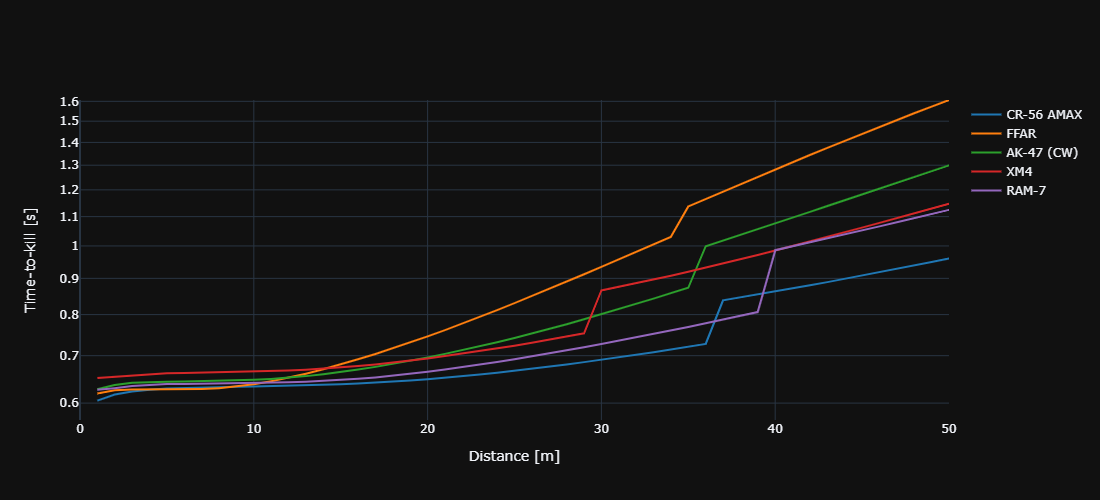 1.6
1.5
1.4
1.3
1.2
1.1
1
0.9
0.8
0.7
0.6
Time-to-kill [s]
0 10 20 30 40 50
Distance [m]
CR-56 AMAX
FFAR
AK-47 (CW)
XM4
RAM-7